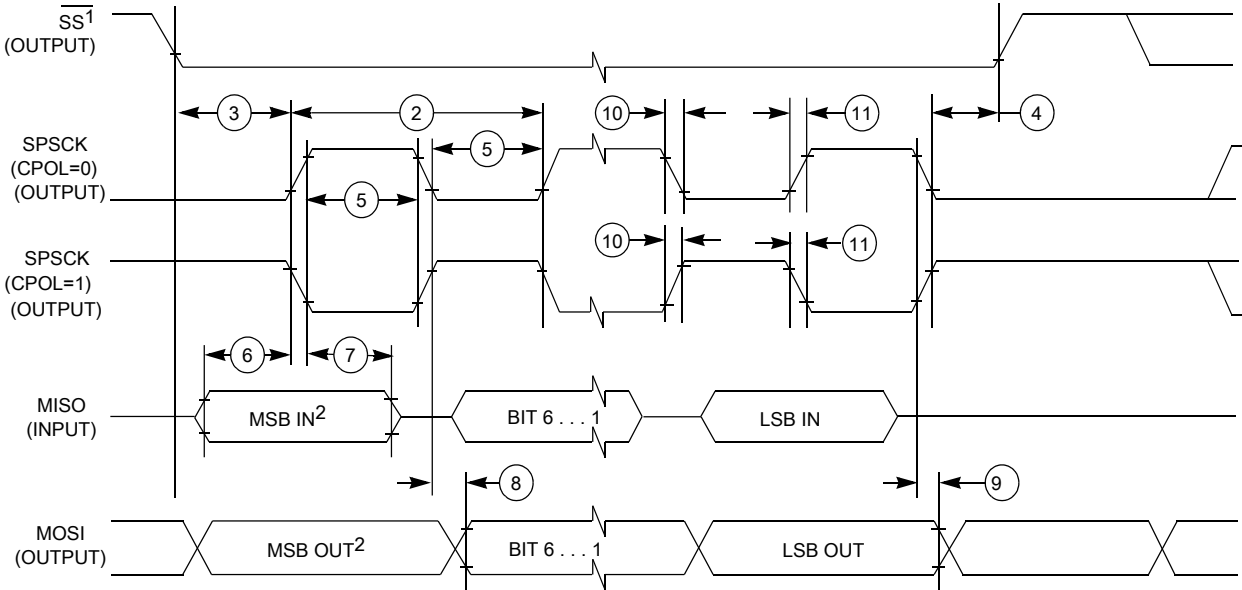 SS1
(OUTPUT)
3
2
10
11
4
SPSCK
(CPOL=0)
(OUTPUT)
5
5
SPSCK
(CPOL=1)
(OUTPUT)
10
11
6
7
MISO
(INPUT)
MSB IN2
BIT 6 . . . 1
LSB IN
8
9
MOSI
(OUTPUT)
MSB OUT2
BIT 6 . . . 1
LSB OUT